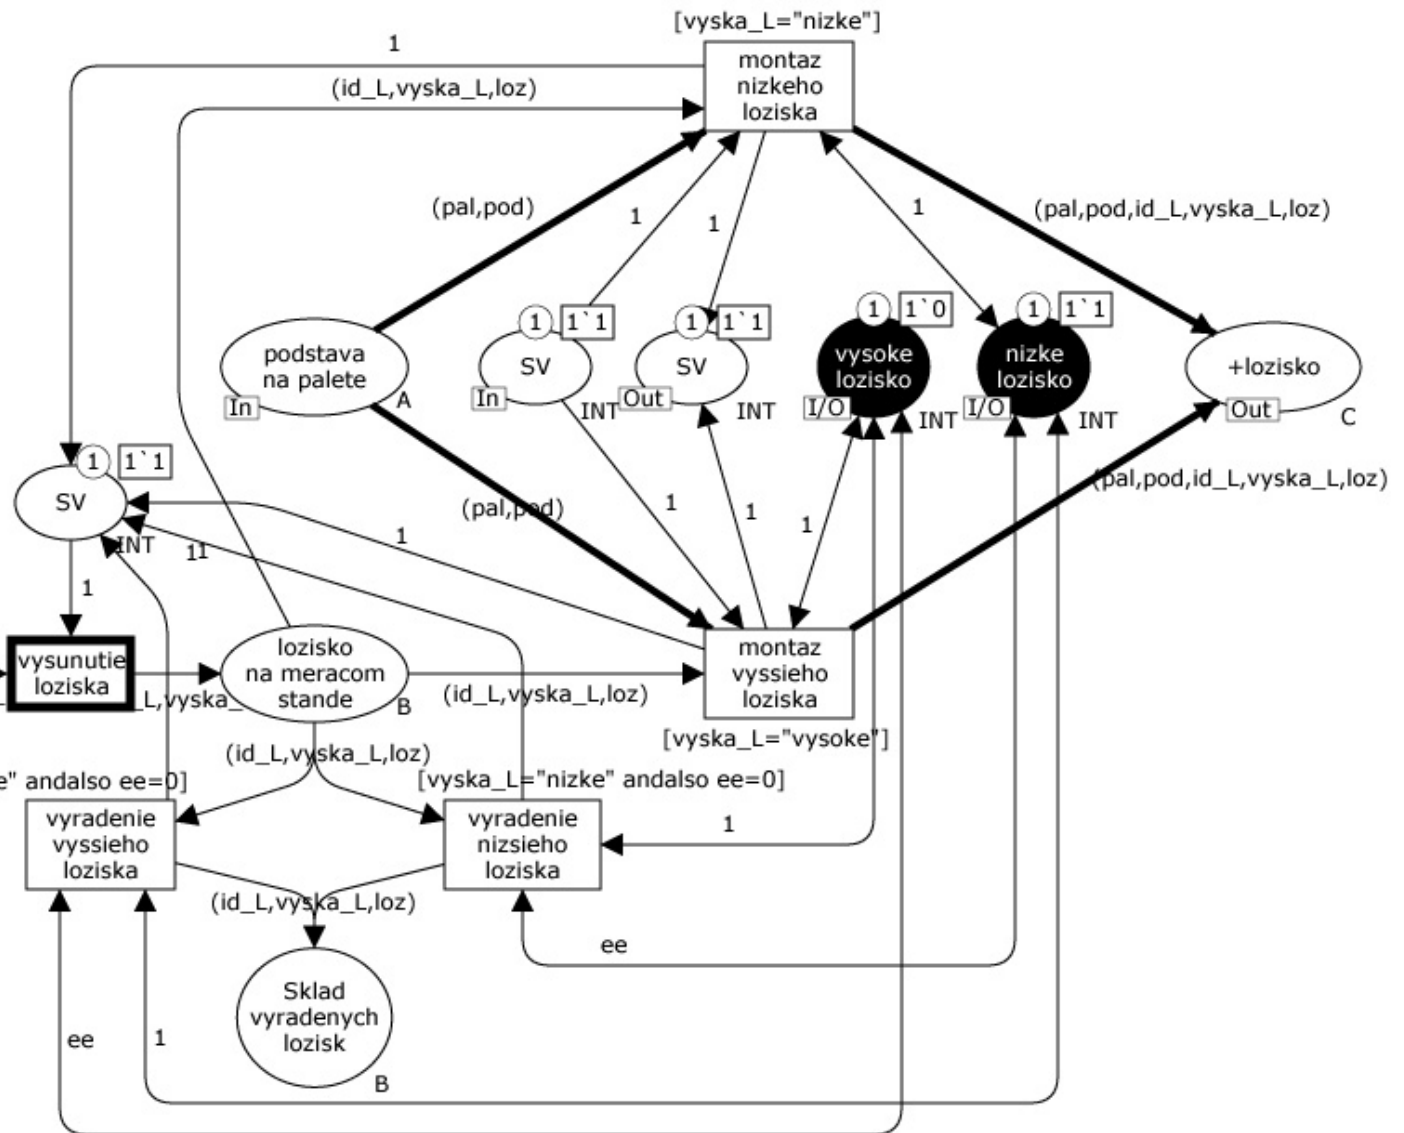 [vyska_L="nizke"]
1
montaz
nizkeho
loziska
(id_L,vyska_L,loz)
(pal,pod)
1
1
1
(pal,pod,id_L,vyska_L,loz)
podstava
na palete
In
A
1
1`1
SV
In
INT
1
1`1
SV
Out
INT
1
1`0
vysoke
lozisko
I/O
INT
1
1`1
nizke
lozisko
I/O
INT
+lozisko
Out
C
1
1`1
SV
INT
(pal,pod)
1
1
1
(pal,pod,id_L,vyska_L,loz)
1
11
1
vysunutie
loziska
_L,vyska_
lozisko
na meracom
stande
B
(id_L,vyska_L,loz)
montaz
vyssieho
loziska
[vyska_L="vysoke"]
(id_L,vyska_L,loz)
e" andalso ee=0]
[vyska_L="nizke" andalso ee=0]
vyradenie
vyssieho
loziska
vyradenie
nizsieho
loziska
1
(id_L,vyska_L,loz)
ee
Sklad
vyradenych
lozisk
B
ee
1